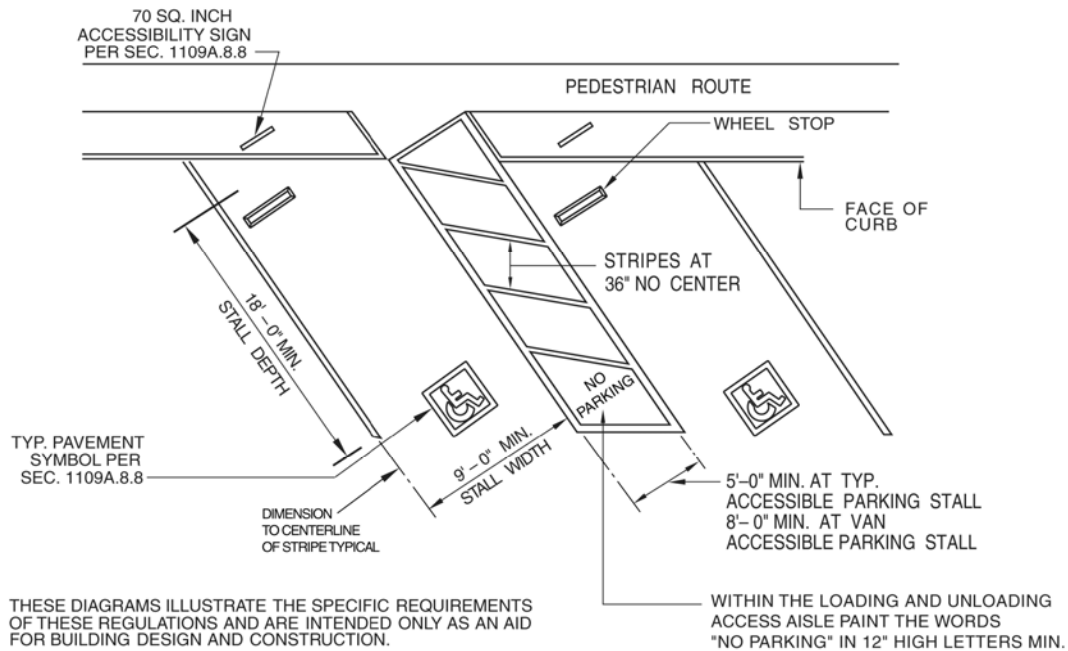 70 SQ. INCH
ACCESSIBILITY SIGN
PER SEC. 1109A.8.8
PEDESTRIAN ROUTE
WHEEL STOP
FACE OF
CURB
STRIPES AT
36" NO CENTER
18' – 0" MIN.
STALL DEPTH
NO
PARKING
TYP. PAVEMENT
SYMBOL PER
SEC. 1109A.8.8
9' – 0" MIN.
STALL WIDTH
DIMENSION
TO CENTERLINE
OF STRIPE TYPICAL
5'–0" MIN. AT TYP.
ACCESSIBLE PARKING STALL
8'– 0" MIN. AT VAN
ACCESSIBLE PARKING STALL
THESE DIAGRAMS ILLUSTRATE THE SPECIFIC REQUIREMENTS
OF THESE REGULATIONS AND ARE INTENDED ONLY AS AN AID
FOR BUILDING DESIGN AND CONSTRUCTION.
WITHIN THE LOADING AND UNLOADING
ACCESS AISLE PAINT THE WORDS
"NO PARKING" IN 12" HIGH LETTERS MIN.